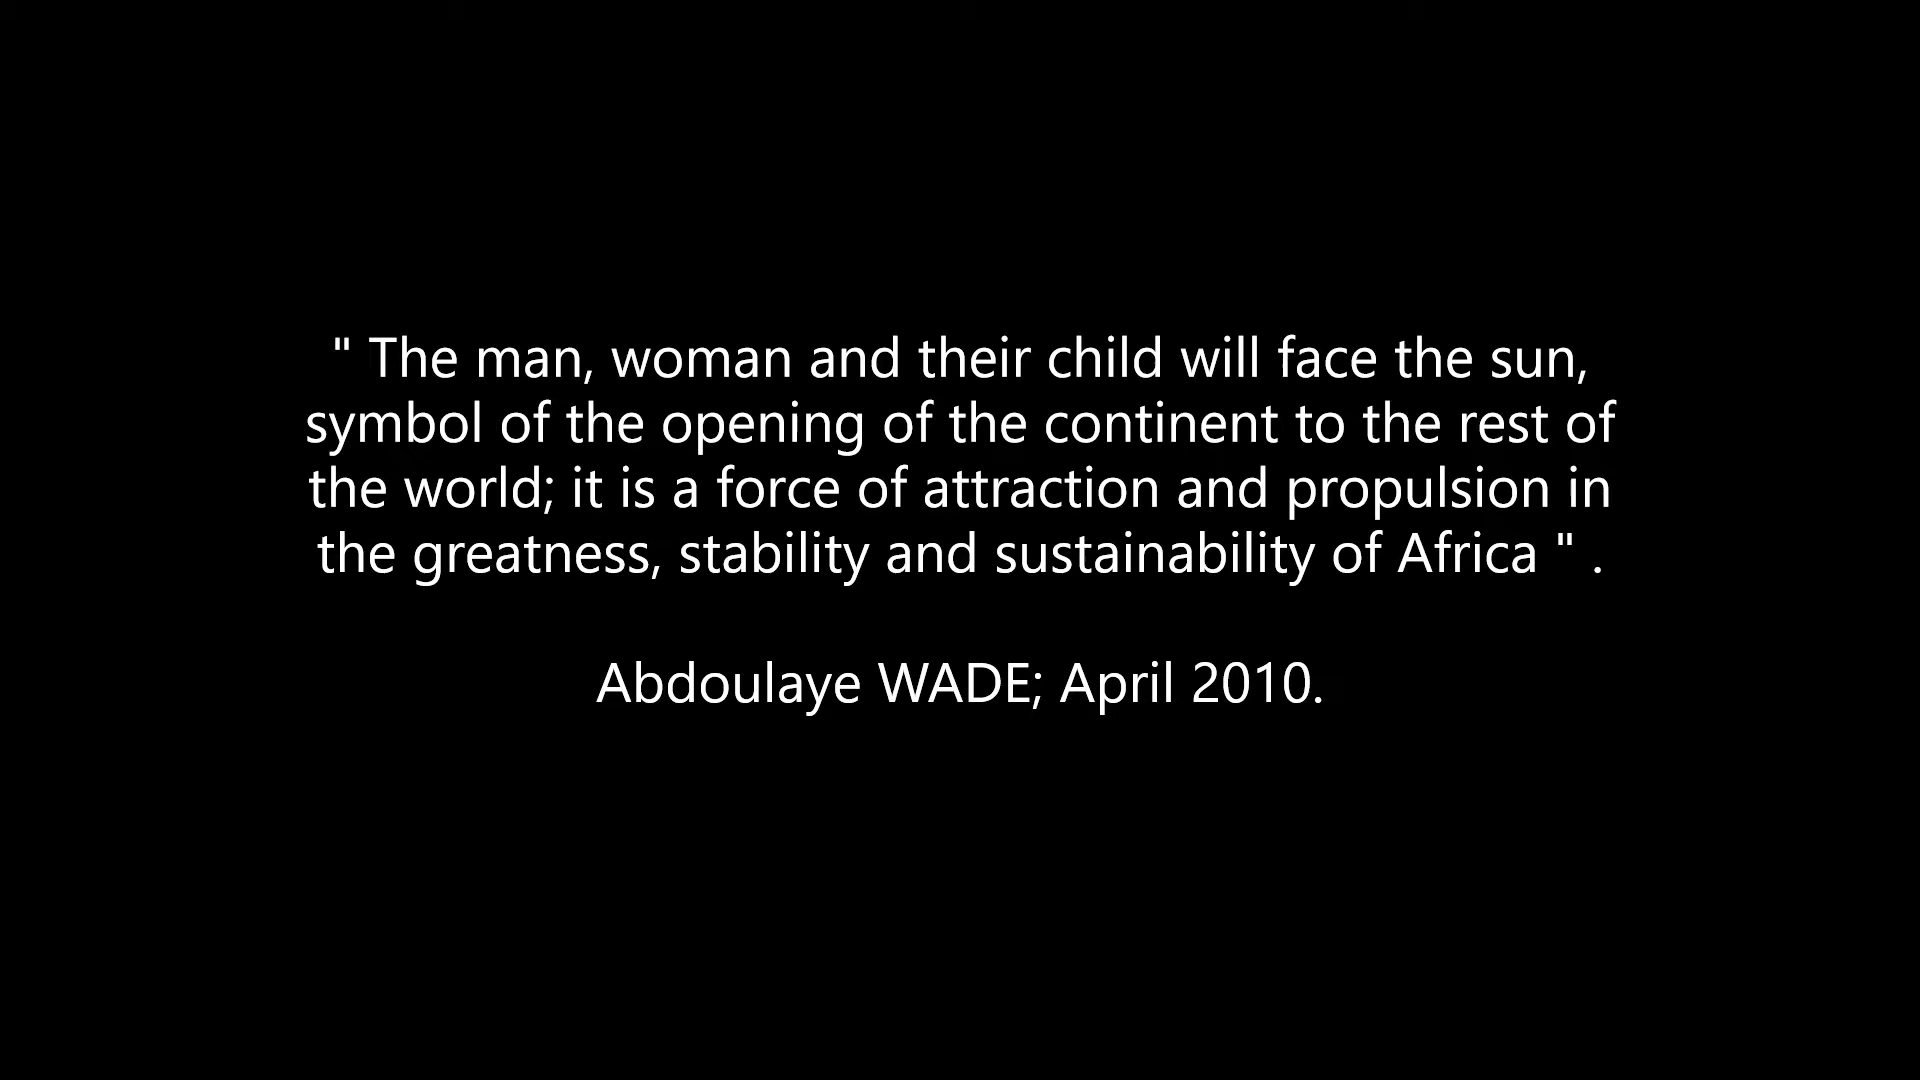 " The man, woman and their child will face the sun,
symbol of the opening of the continent to the rest of
the world; it is a force of attraction and propulsion in
the greatness, stability and sustainability of Africa " .
Abdoulaye WADE; April 2010.